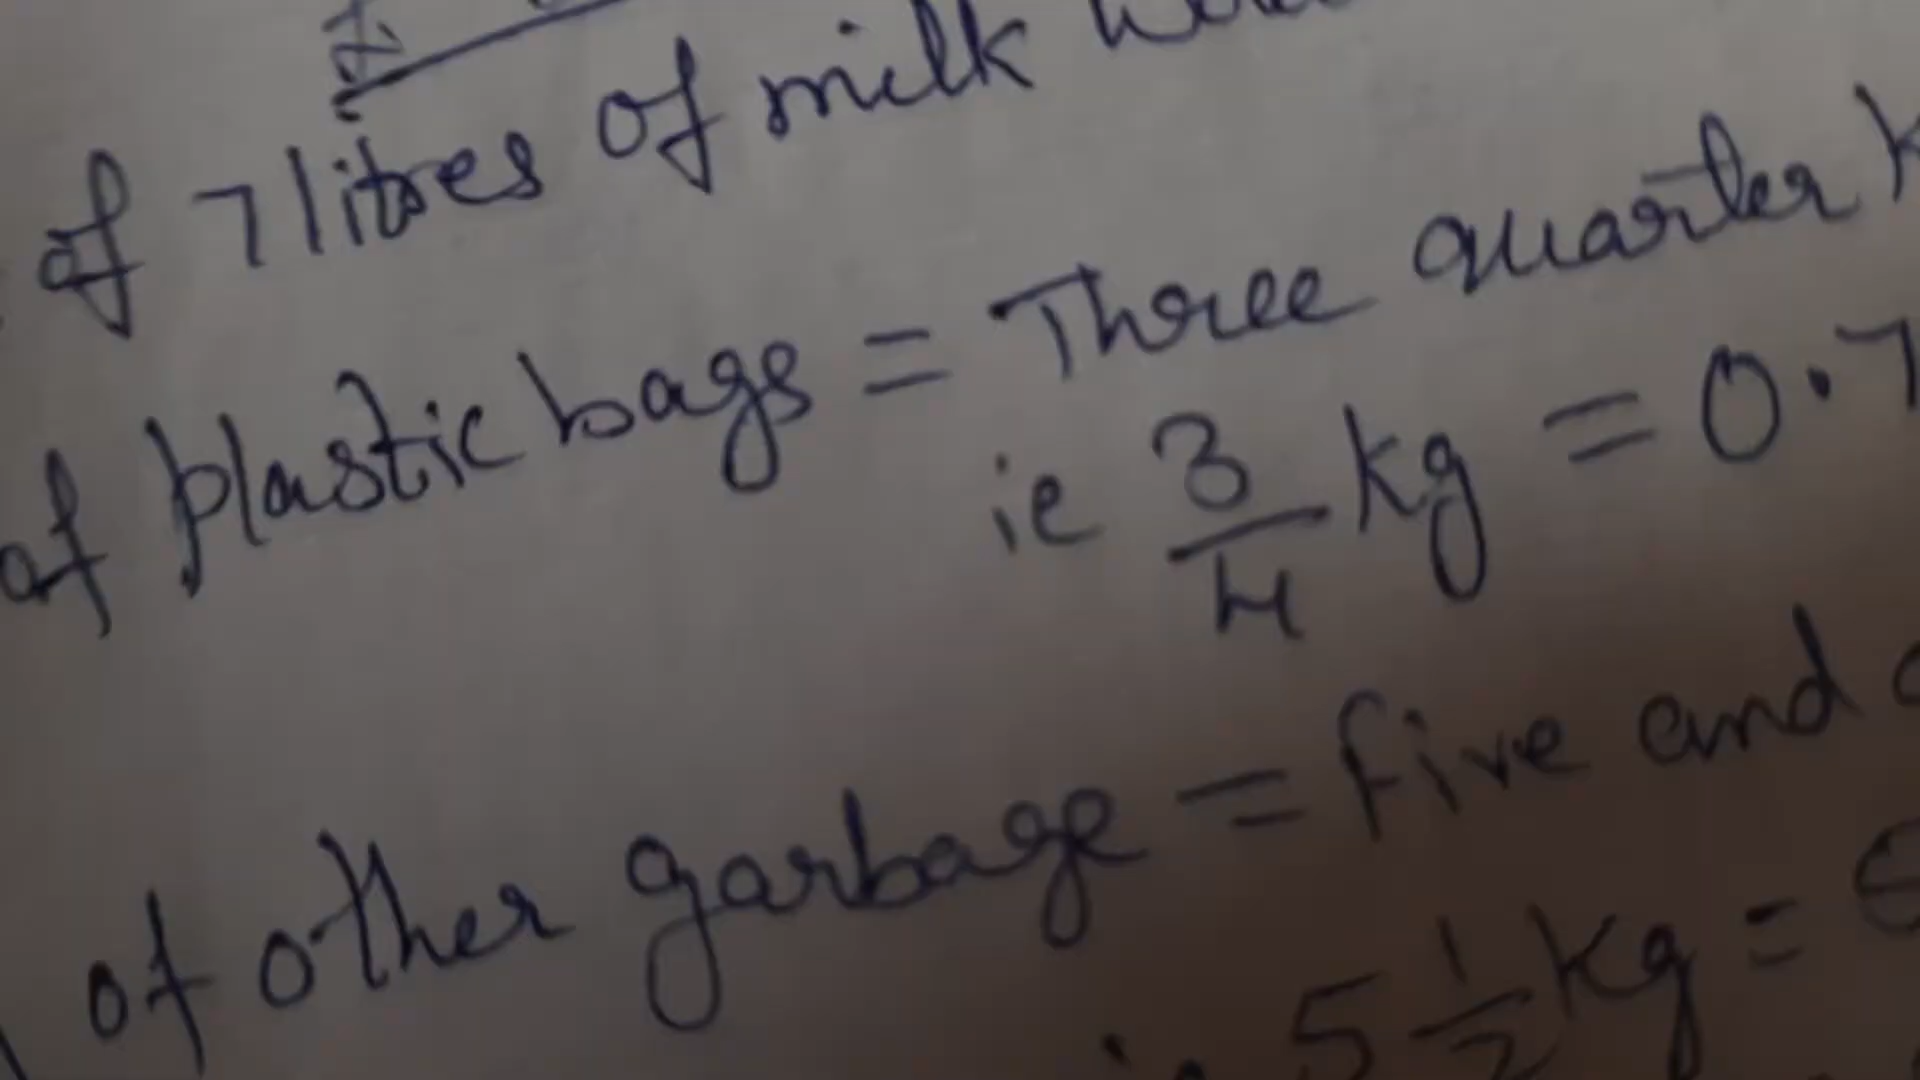 of 7 litres of milk
of plastic bags = Three quarter
ie 3/4 kg = 0.7
of other garbage = five and
5 1/2 kg =